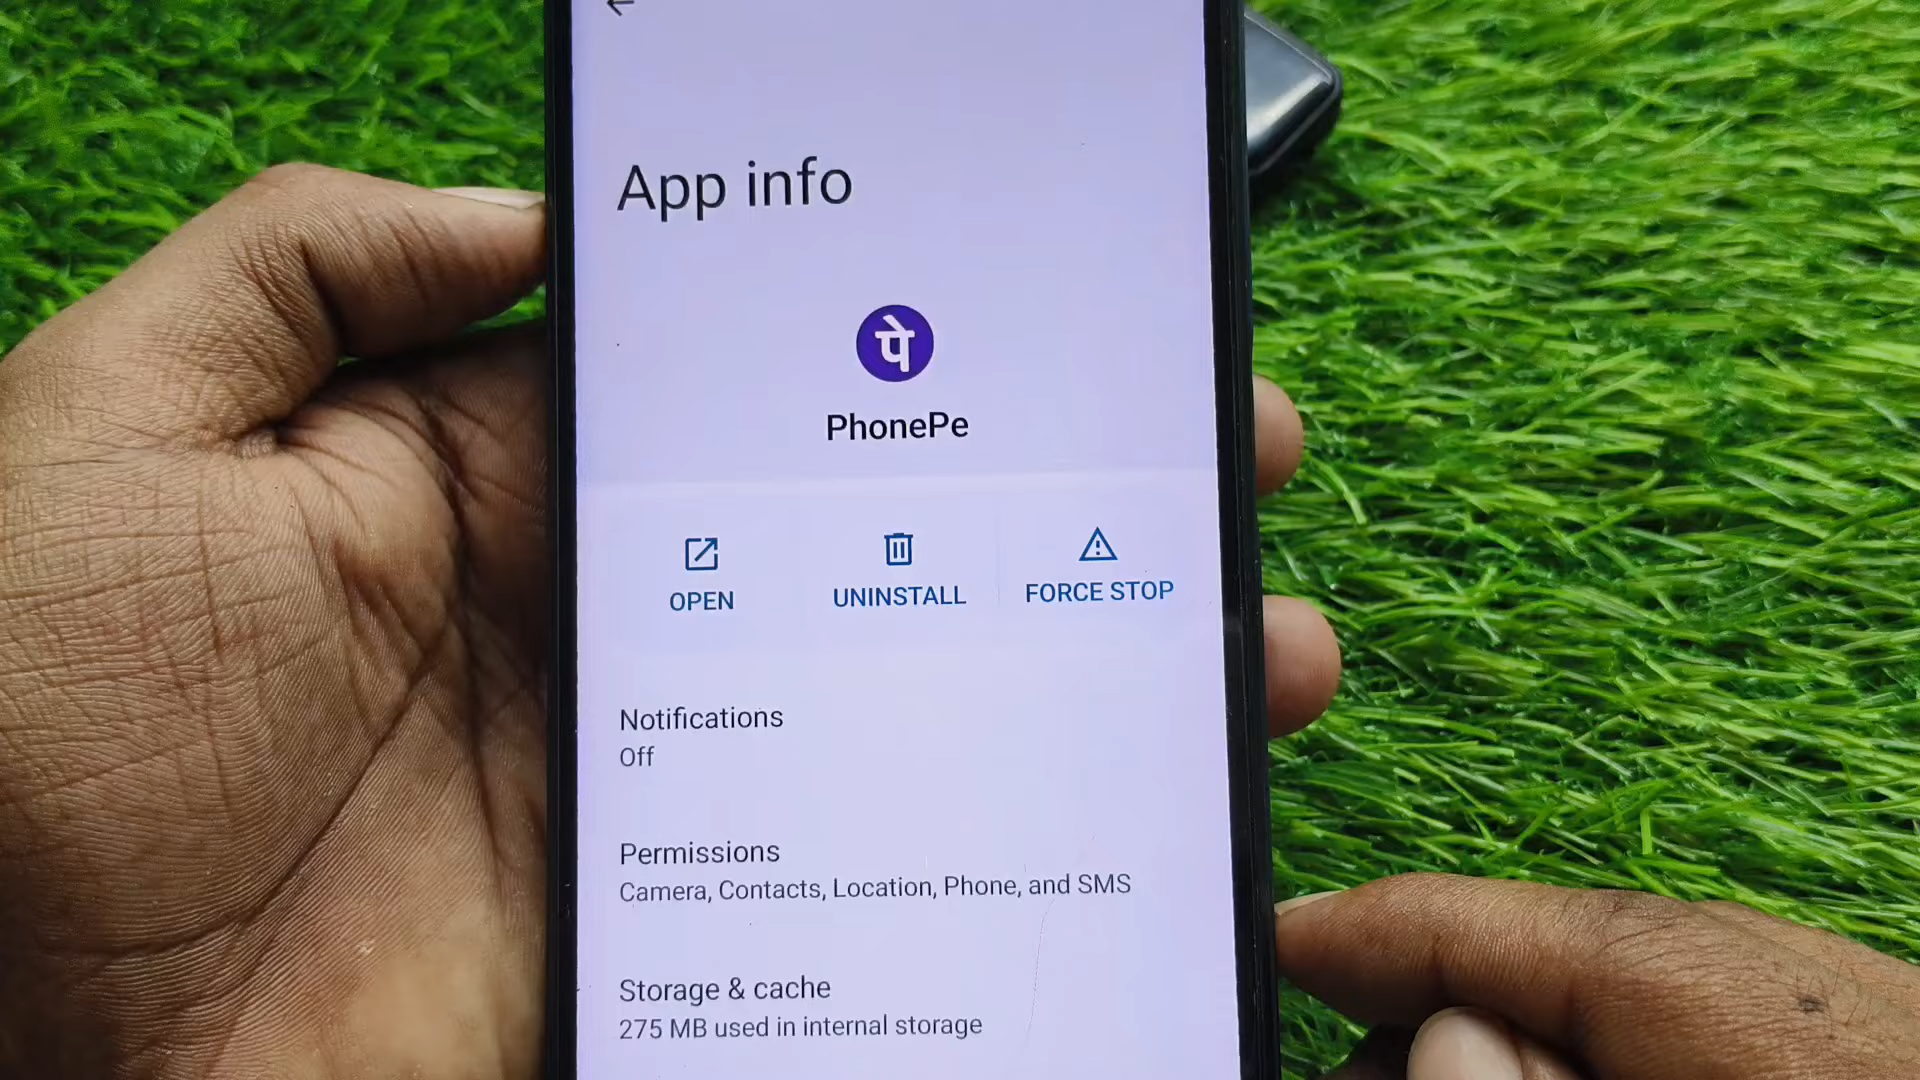 App info
पे
PhonePe
OPEN
UNINSTALL
FORCE STOP
Notifications
Off
Permissions
Camera, Contacts, Location, Phone, and SMS
Storage & cache
275 MB used in internal storage